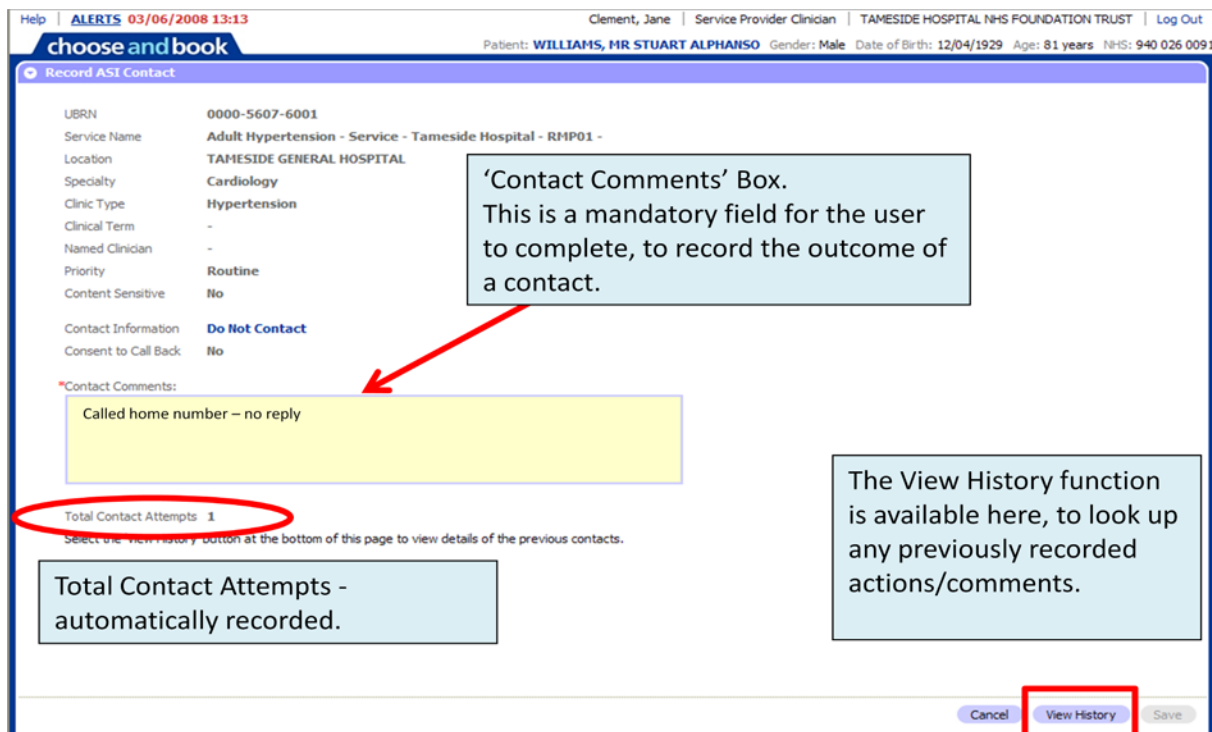 Help | ALERTS 03/06/2008 13:13 Clement, Jane | Service Provider Clinician | TAMESIDE HOSPITAL NHS FOUNDATION TRUST | Log Out
choose and book Patient: WILLIAMS, MR STUART ALPHANSO Gender: Male Date of Birth: 12/04/1929 Age: 81 years NHS: 940 026 0091
Record ASI Contact
UBRN 0000-5607-6001
Service Name Adult Hypertension - Service - Tameside Hospital - RMP01 -
Location TAMESIDE GENERAL HOSPITAL
Specialty Cardiology
Clinic Type Hypertension
Clinical Term -
Named Clinician -
Priority Routine
Content Sensitive No
‘Contact Comments’ Box.
This is a mandatory field for the user
to complete, to record the outcome of
a contact.
Contact Information Do Not Contact
Consent to Call Back No
*Contact Comments:
Called home number – no reply
Total Contact Attempts 1
Select the 'View History' button at the bottom of this page to view details of the previous contacts.
Total Contact Attempts -
automatically recorded.
The View History function
is available here, to look up
any previously recorded
actions/comments.
Cancel View History Save